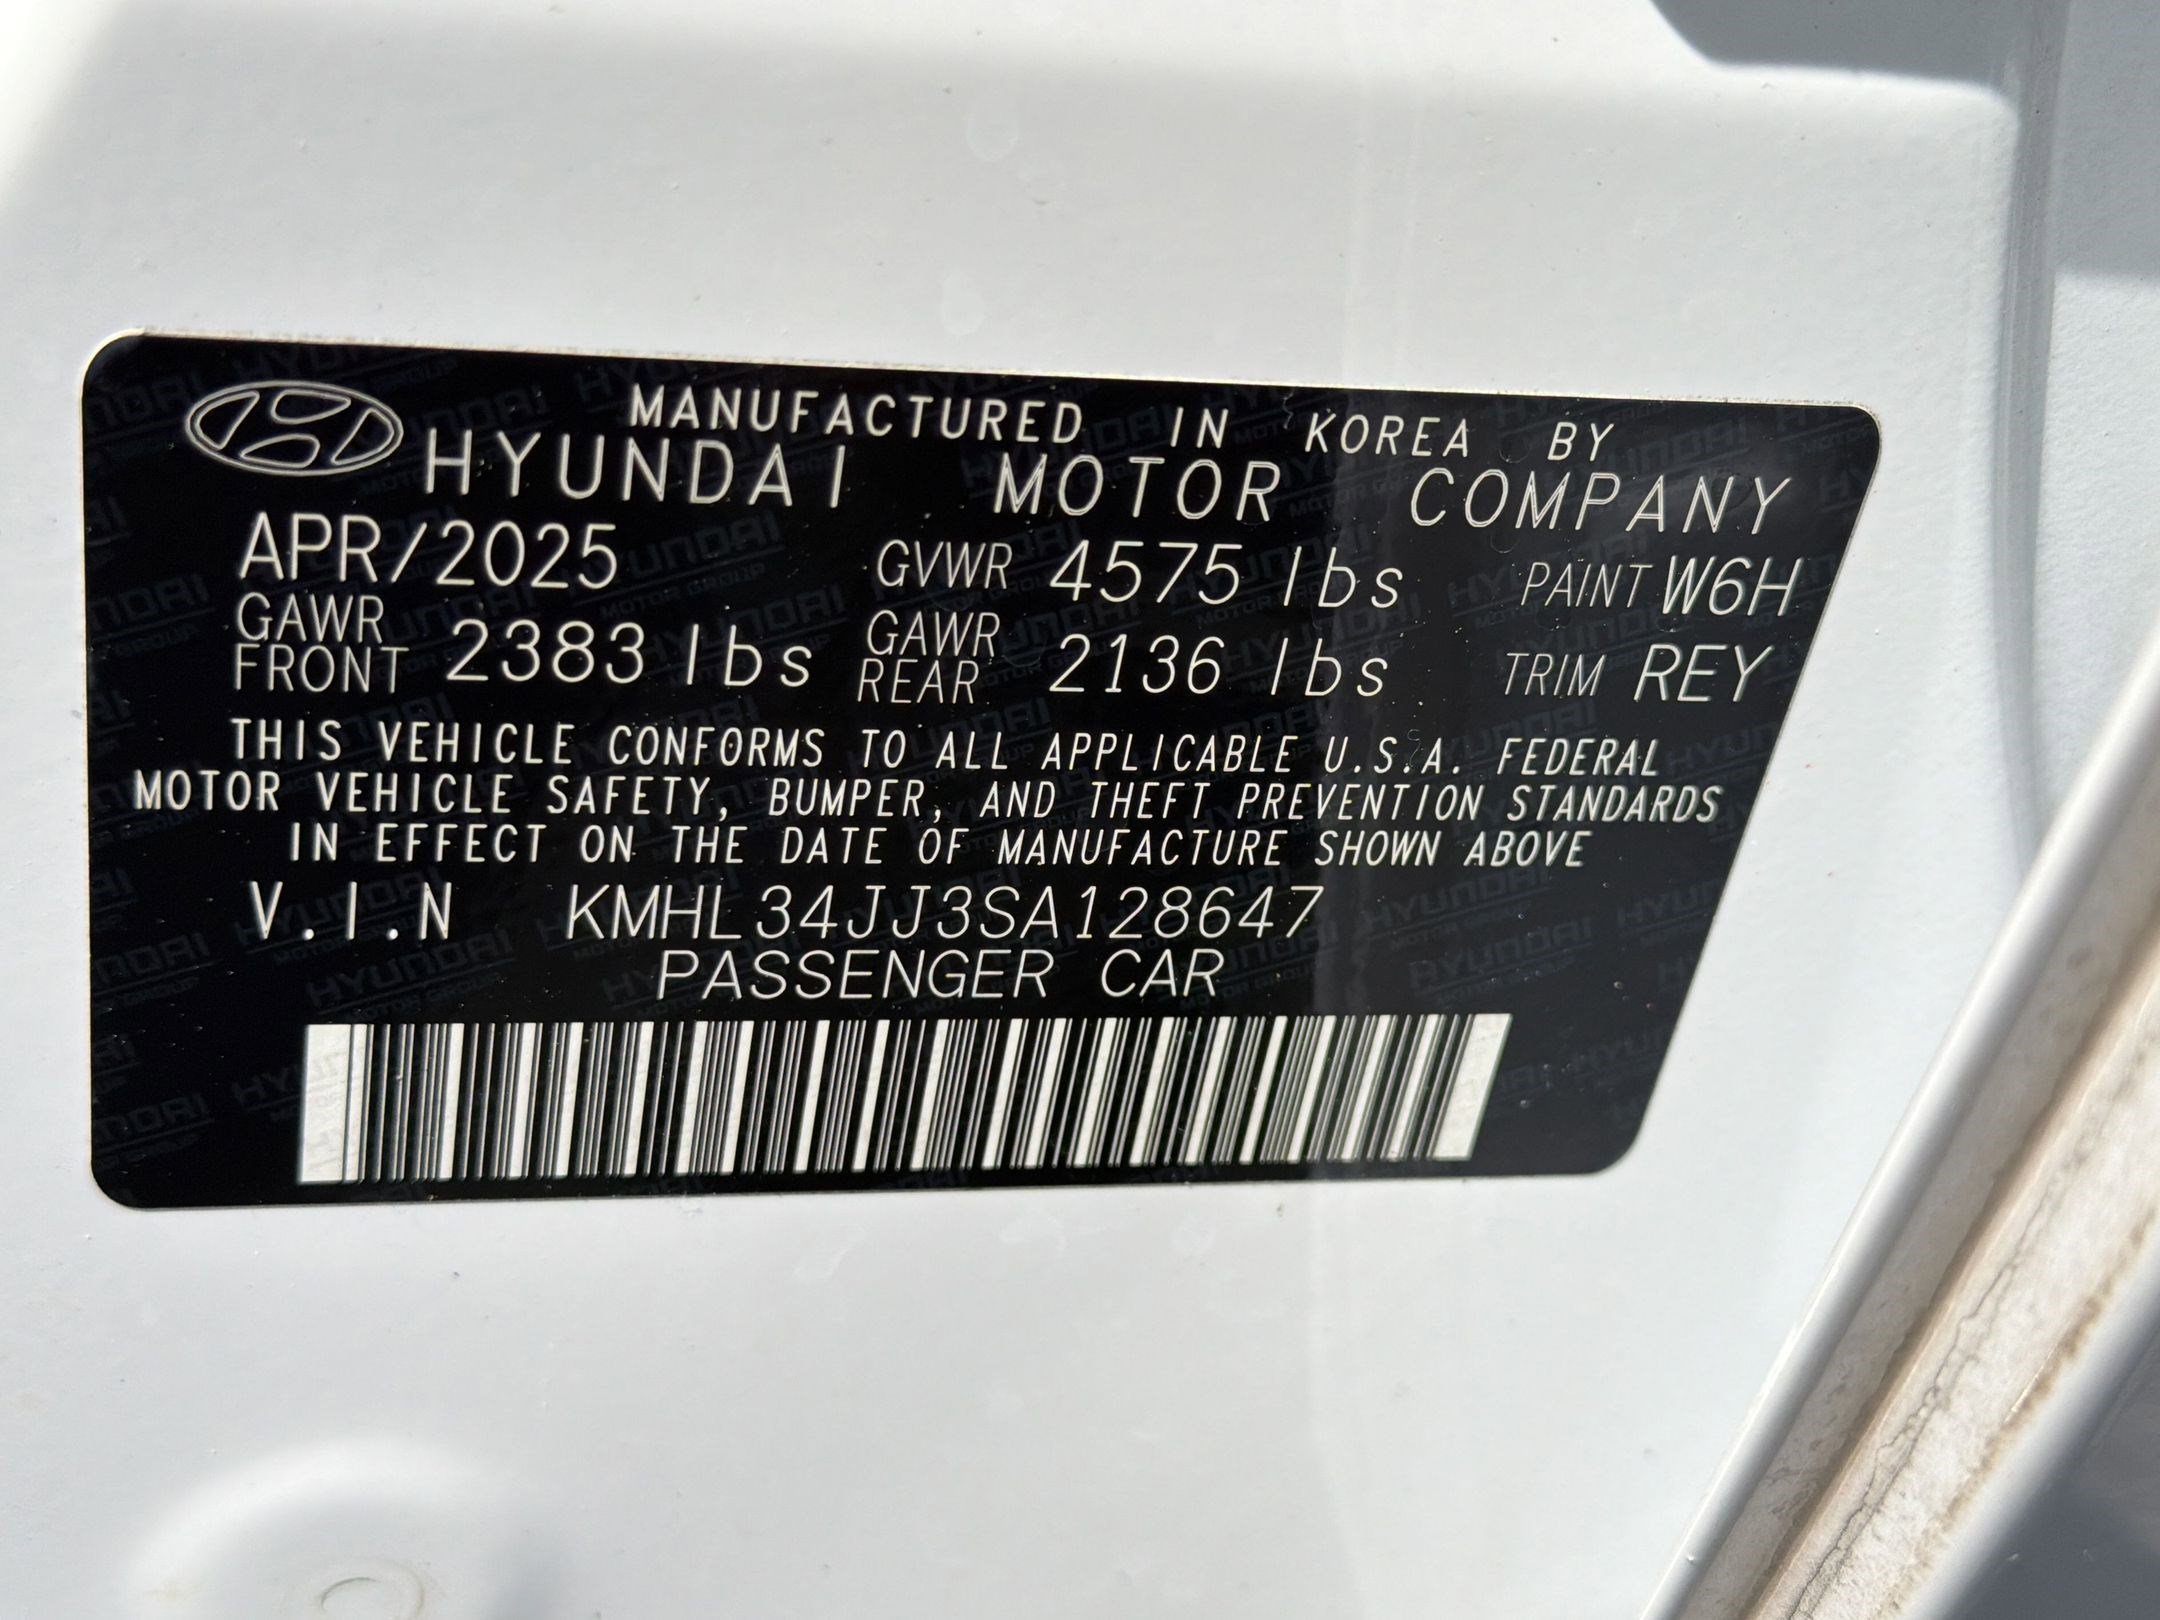 MANUFACTURED IN KOREA BY
HYUNDAI MOTOR COMPANY
APR/2025 GVWR 4575 lbs PAINT W6H
GAWR FRONT 2383 lbs GAWR REAR 2136 lbs TRIM REY
THIS VEHICLE CONFORMS TO ALL APPLICABLE U.S.A. FEDERAL
MOTOR VEHICLE SAFETY, BUMPER, AND THEFT PREVENTION STANDARDS
IN EFFECT ON THE DATE OF MANUFACTURE SHOWN ABOVE
V.I.N KMHL34JJ3SA128647
PASSENGER CAR